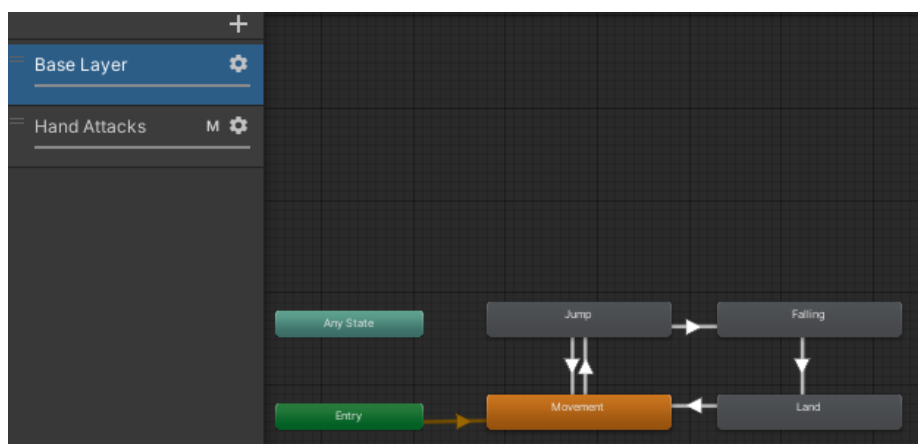 Base Layer
Hand Attacks M
Jump
Falling
Any State
Movement
Land
Entry